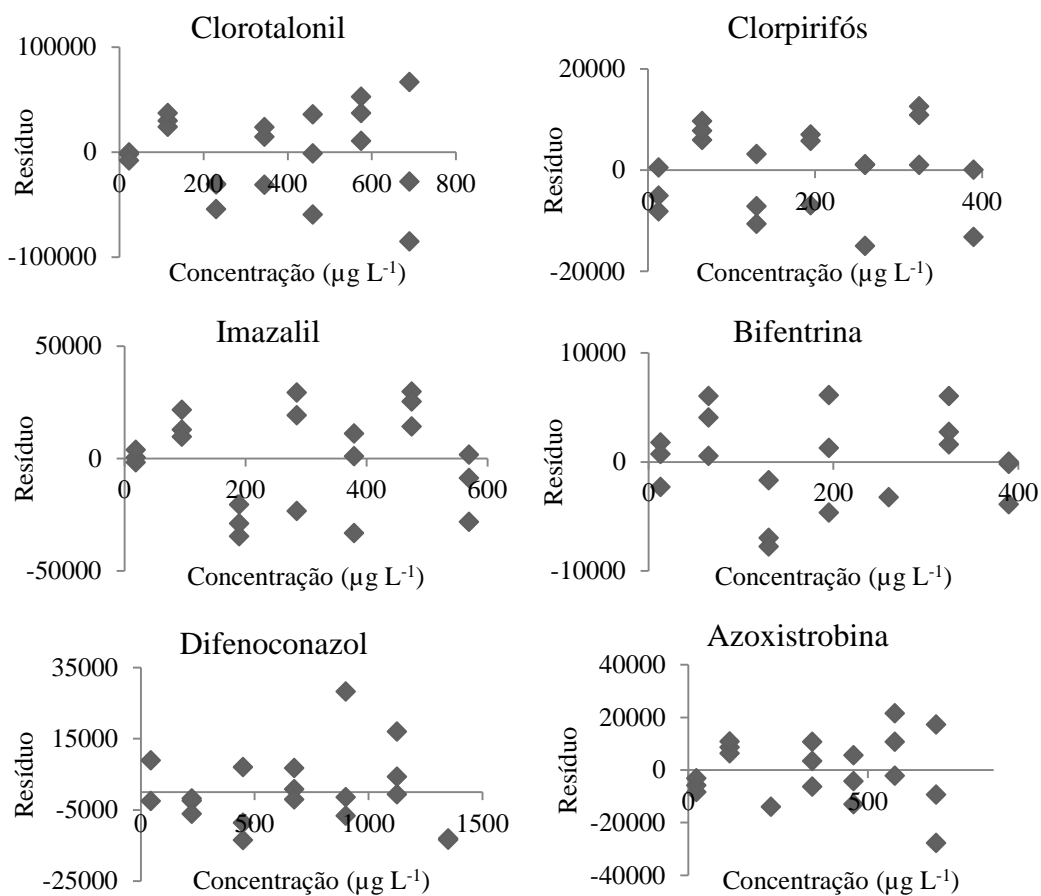 Clorotalonil
100000
0
-100000
0
200
400
600
800
Resíduo
Concentração (µg L-1)
Clorpirifós
20000
0
-20000
0
200
400
Resíduo
Concentração (µg L-1)
Imazalil
50000
0
-50000
0
200
400
600
Resíduo
Concentração (µg L-1)
Bifentrina
10000
0
-10000
0
200
400
Resíduo
Concentração (µg L-1)
Difenoconazol
35000
15000
-5000
-25000
0
500
1000
1500
Resíduo
Concentração (µg L-1)
Azoxistrobina
40000
20000
0
-20000
-40000
0
500
Resíduo
Concentração (µg L-1)